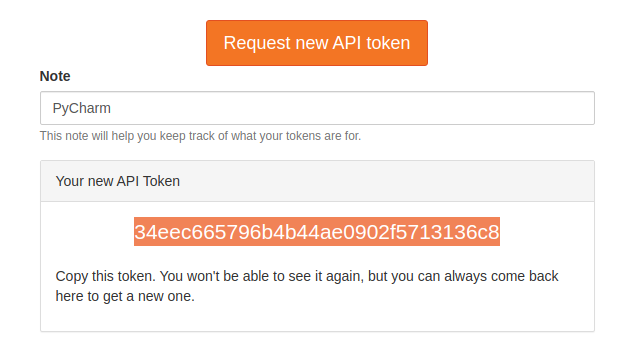 Request new API token
Note
PyCharm
This note will help you keep track of what your tokens are for.
Your new API Token
34eec665796b4b44ae0902f5713136c8
Copy this token. You won't be able to see it again, but you can always come back
here to get a new one.